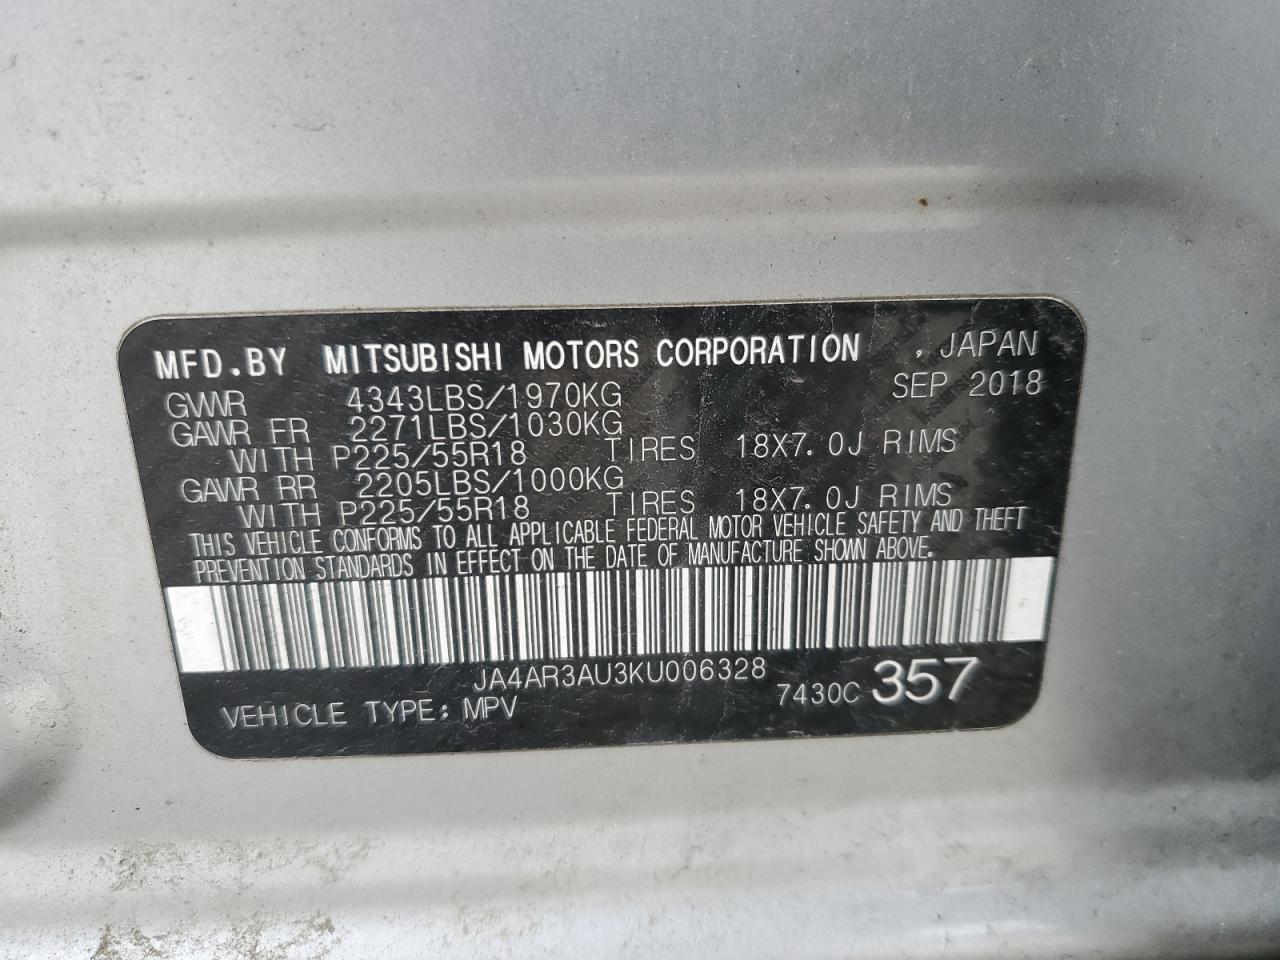 MFD.BY MITSUBISHI MOTORS CORPORATION , JAPAN
GVWR 4343LBS/1970KG SEP 2018
GAWR FR 2271LBS/1030KG
WITH P225/55R18 TIRES 18X7.0J RIMS
GAWR RR 2205LBS/1000KG
WITH P225/55R18 TIRES 18X7.0J RIMS
THIS VEHICLE CONFORMS TO ALL APPLICABLE FEDERAL MOTOR VEHICLE SAFETY AND THEFT
PREVENTION STANDARDS IN EFFECT ON THE DATE OF MANUFACTURE SHOWN ABOVE.
JA4AR3AU3KU006328
VEHICLE TYPE: MPV 7430C 357